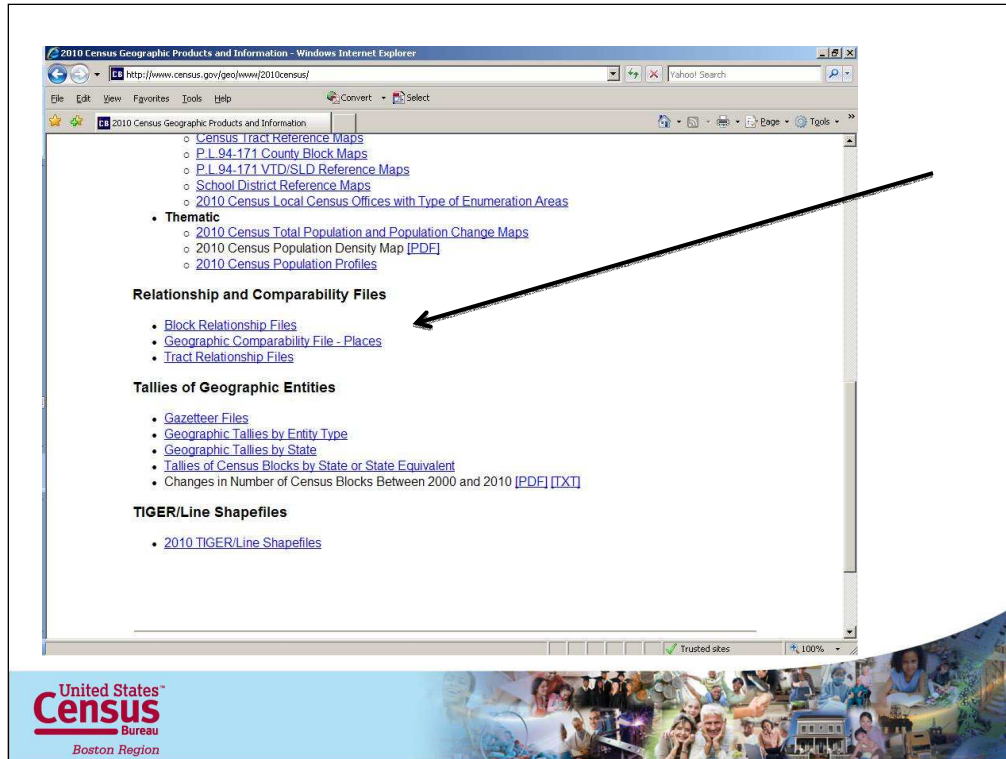 2010 Census Geographic Products and Information - Windows Internet Explorer
http://www.census.gov/geo/www/2010census/
Yahoo! Search
File Edit View Favorites Tools Help Convert Select
CB 2010 Census Geographic Products and Information Page Tools
Census Tract Reference Maps
P.L.94-171 County Block Maps
P.L.94-171 VTD/SLD Reference Maps
School District Reference Maps
2010 Census Local Census Offices with Type of Enumeration Areas
Thematic
2010 Census Total Population and Population Change Maps
2010 Census Population Density Map [PDF]
2010 Census Population Profiles
Relationship and Comparability Files
Block Relationship Files
Geographic Comparability File - Places
Tract Relationship Files
Tallies of Geographic Entities
Gazetteer Files
Geographic Tallies by Entity Type
Geographic Tallies by State
Tallies of Census Blocks by State or State Equivalent
Changes in Number of Census Blocks Between 2000 and 2010 [PDF] [TXT]
TIGER/Line Shapefiles
2010 TIGER/Line Shapefiles
Trusted sites 100%
United States™
Census
Bureau
Boston Region